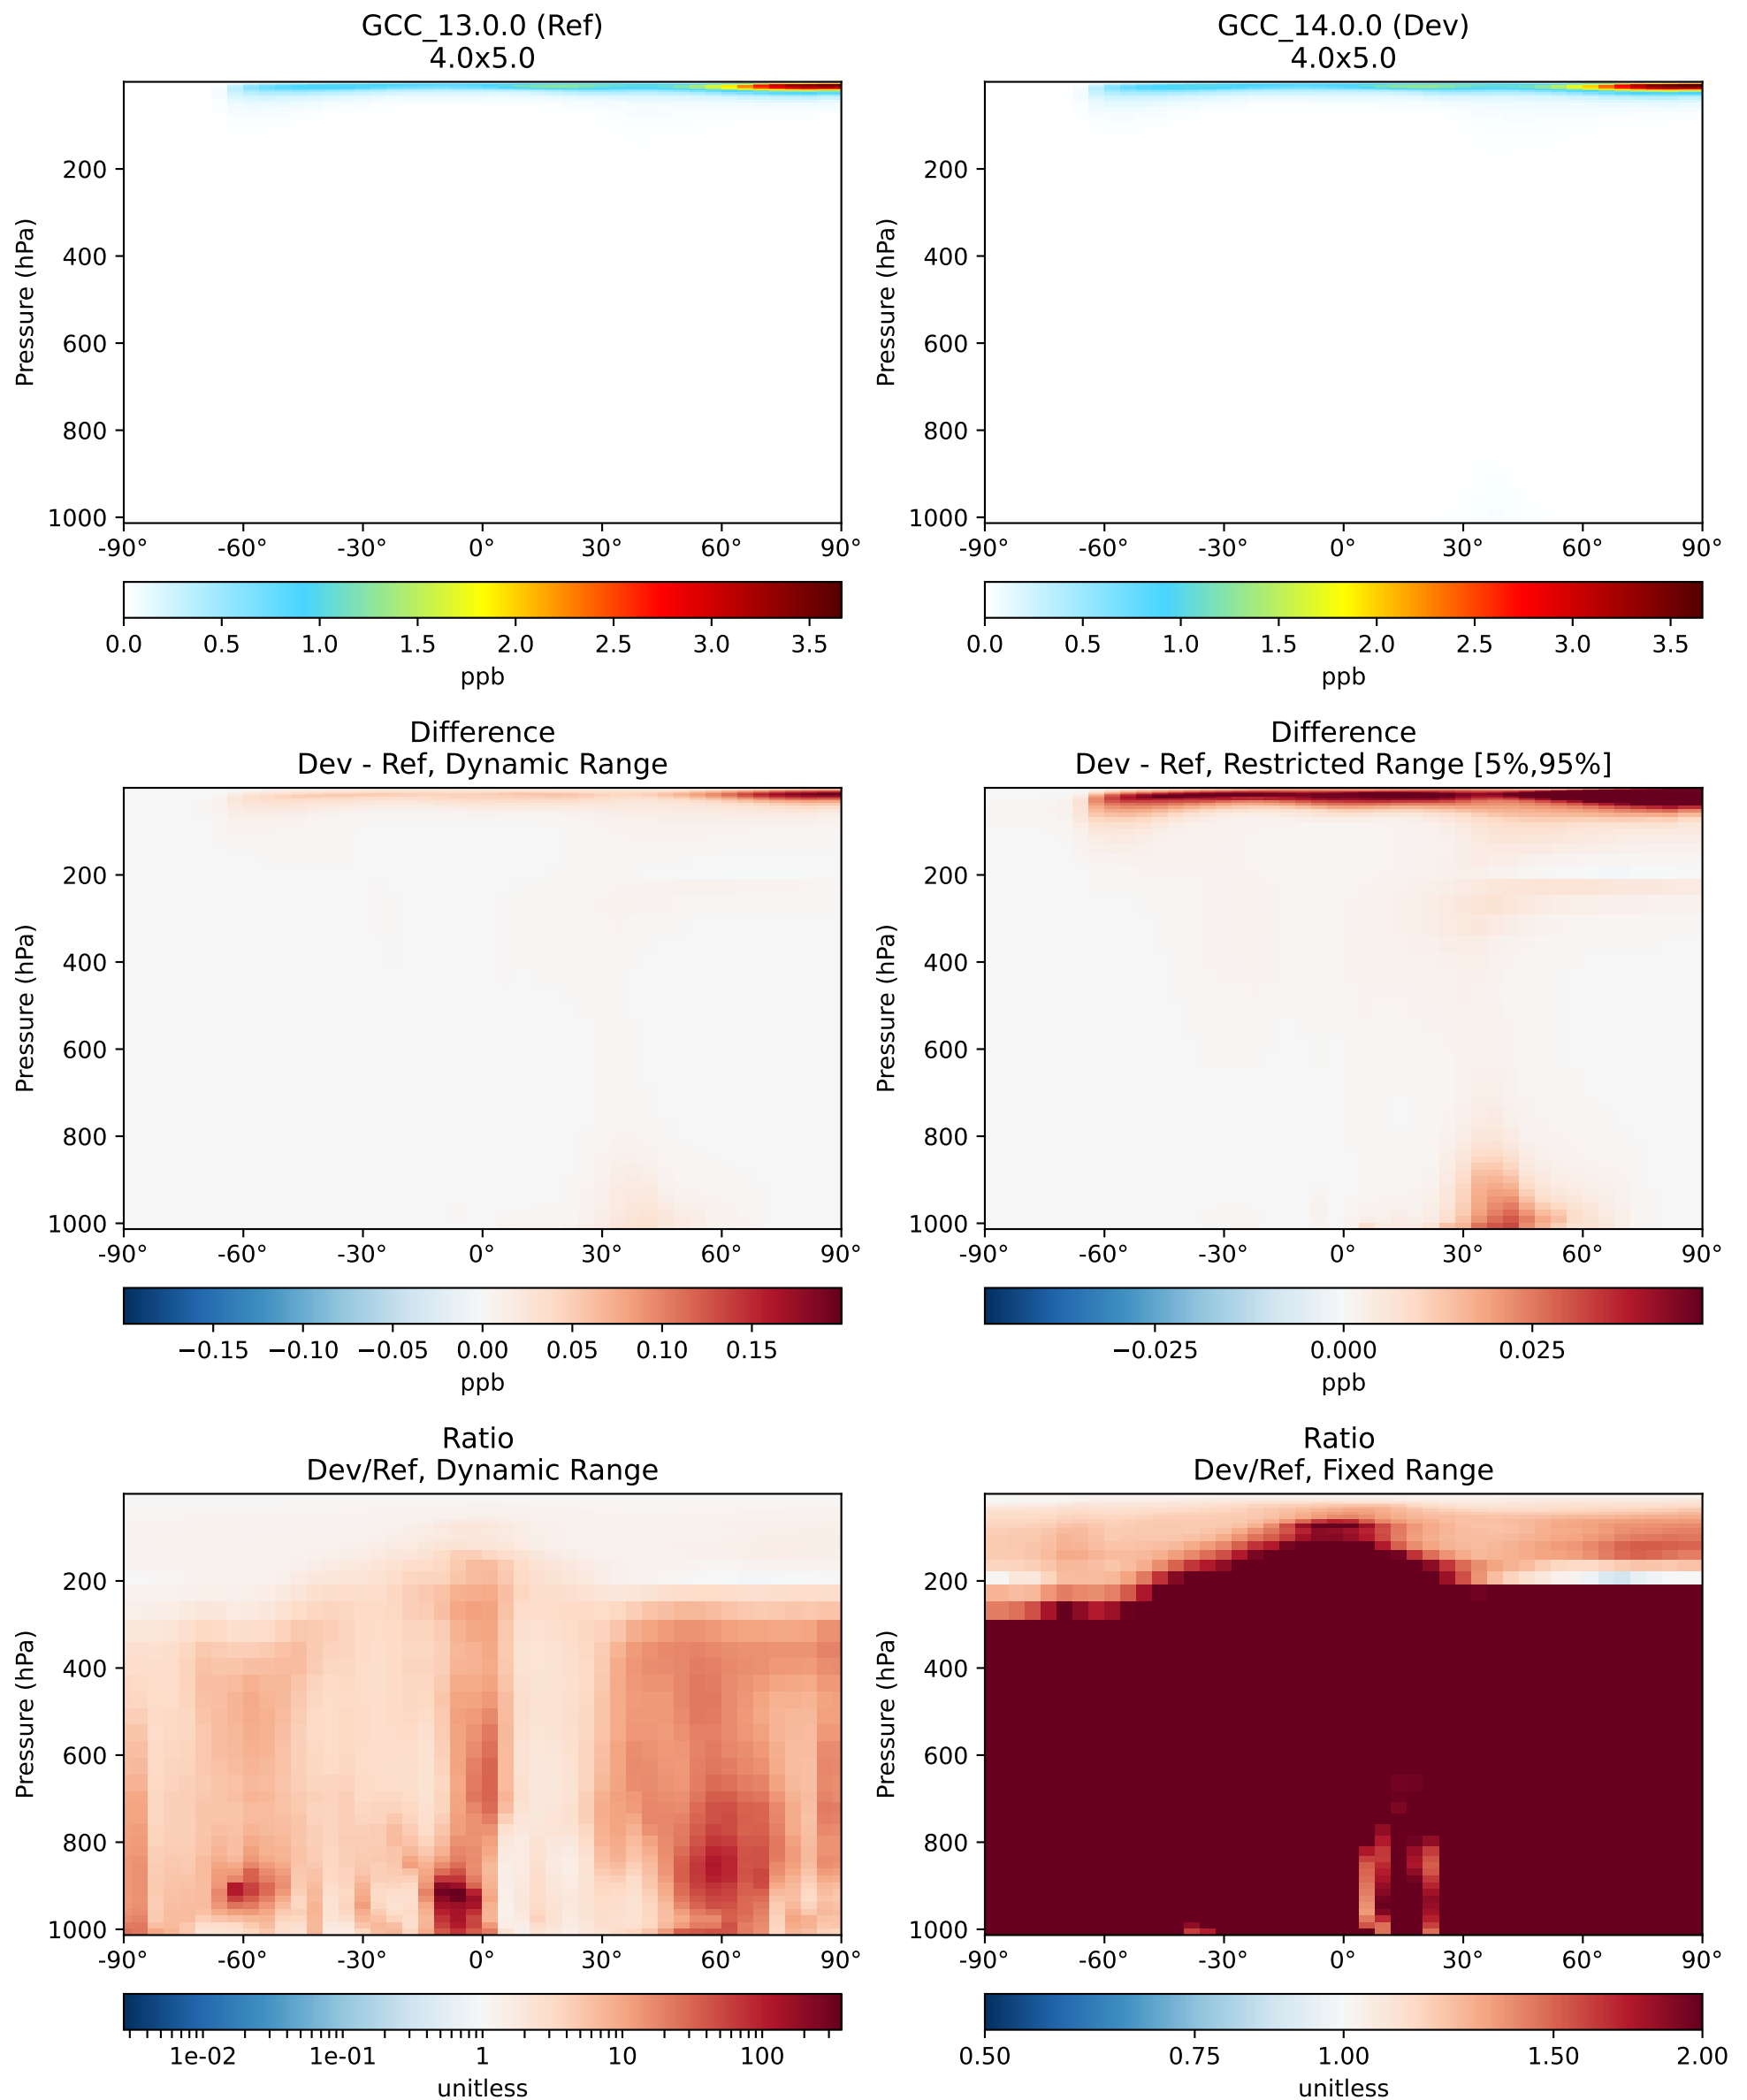 GCC_13.0.0 (Ref)
4.0x5.0
Pressure (hPa)
200
400
600
800
1000
-90° -60° -30° 0° 30° 60° 90°
0.0 0.5 1.0 1.5 2.0 2.5 3.0 3.5
ppb
GCC_14.0.0 (Dev)
4.0x5.0
Pressure (hPa)
200
400
600
800
1000
-90° -60° -30° 0° 30° 60° 90°
0.0 0.5 1.0 1.5 2.0 2.5 3.0 3.5
ppb
Difference
Dev - Ref, Dynamic Range
Pressure (hPa)
200
400
600
800
1000
-90° -60° -30° 0° 30° 60° 90°
−0.15 −0.10 −0.05 0.00 0.05 0.10 0.15
ppb
Difference
Dev - Ref, Restricted Range [5%,95%]
Pressure (hPa)
200
400
600
800
1000
-90° -60° -30° 0° 30° 60° 90°
−0.025 0.000 0.025
ppb
Ratio
Dev/Ref, Dynamic Range
Pressure (hPa)
200
400
600
800
1000
-90° -60° -30° 0° 30° 60° 90°
1e-02 1e-01 1 10 100
unitless
Ratio
Dev/Ref, Fixed Range
Pressure (hPa)
200
400
600
800
1000
-90° -60° -30° 0° 30° 60° 90°
0.50 0.75 1.00 1.50 2.00
unitless